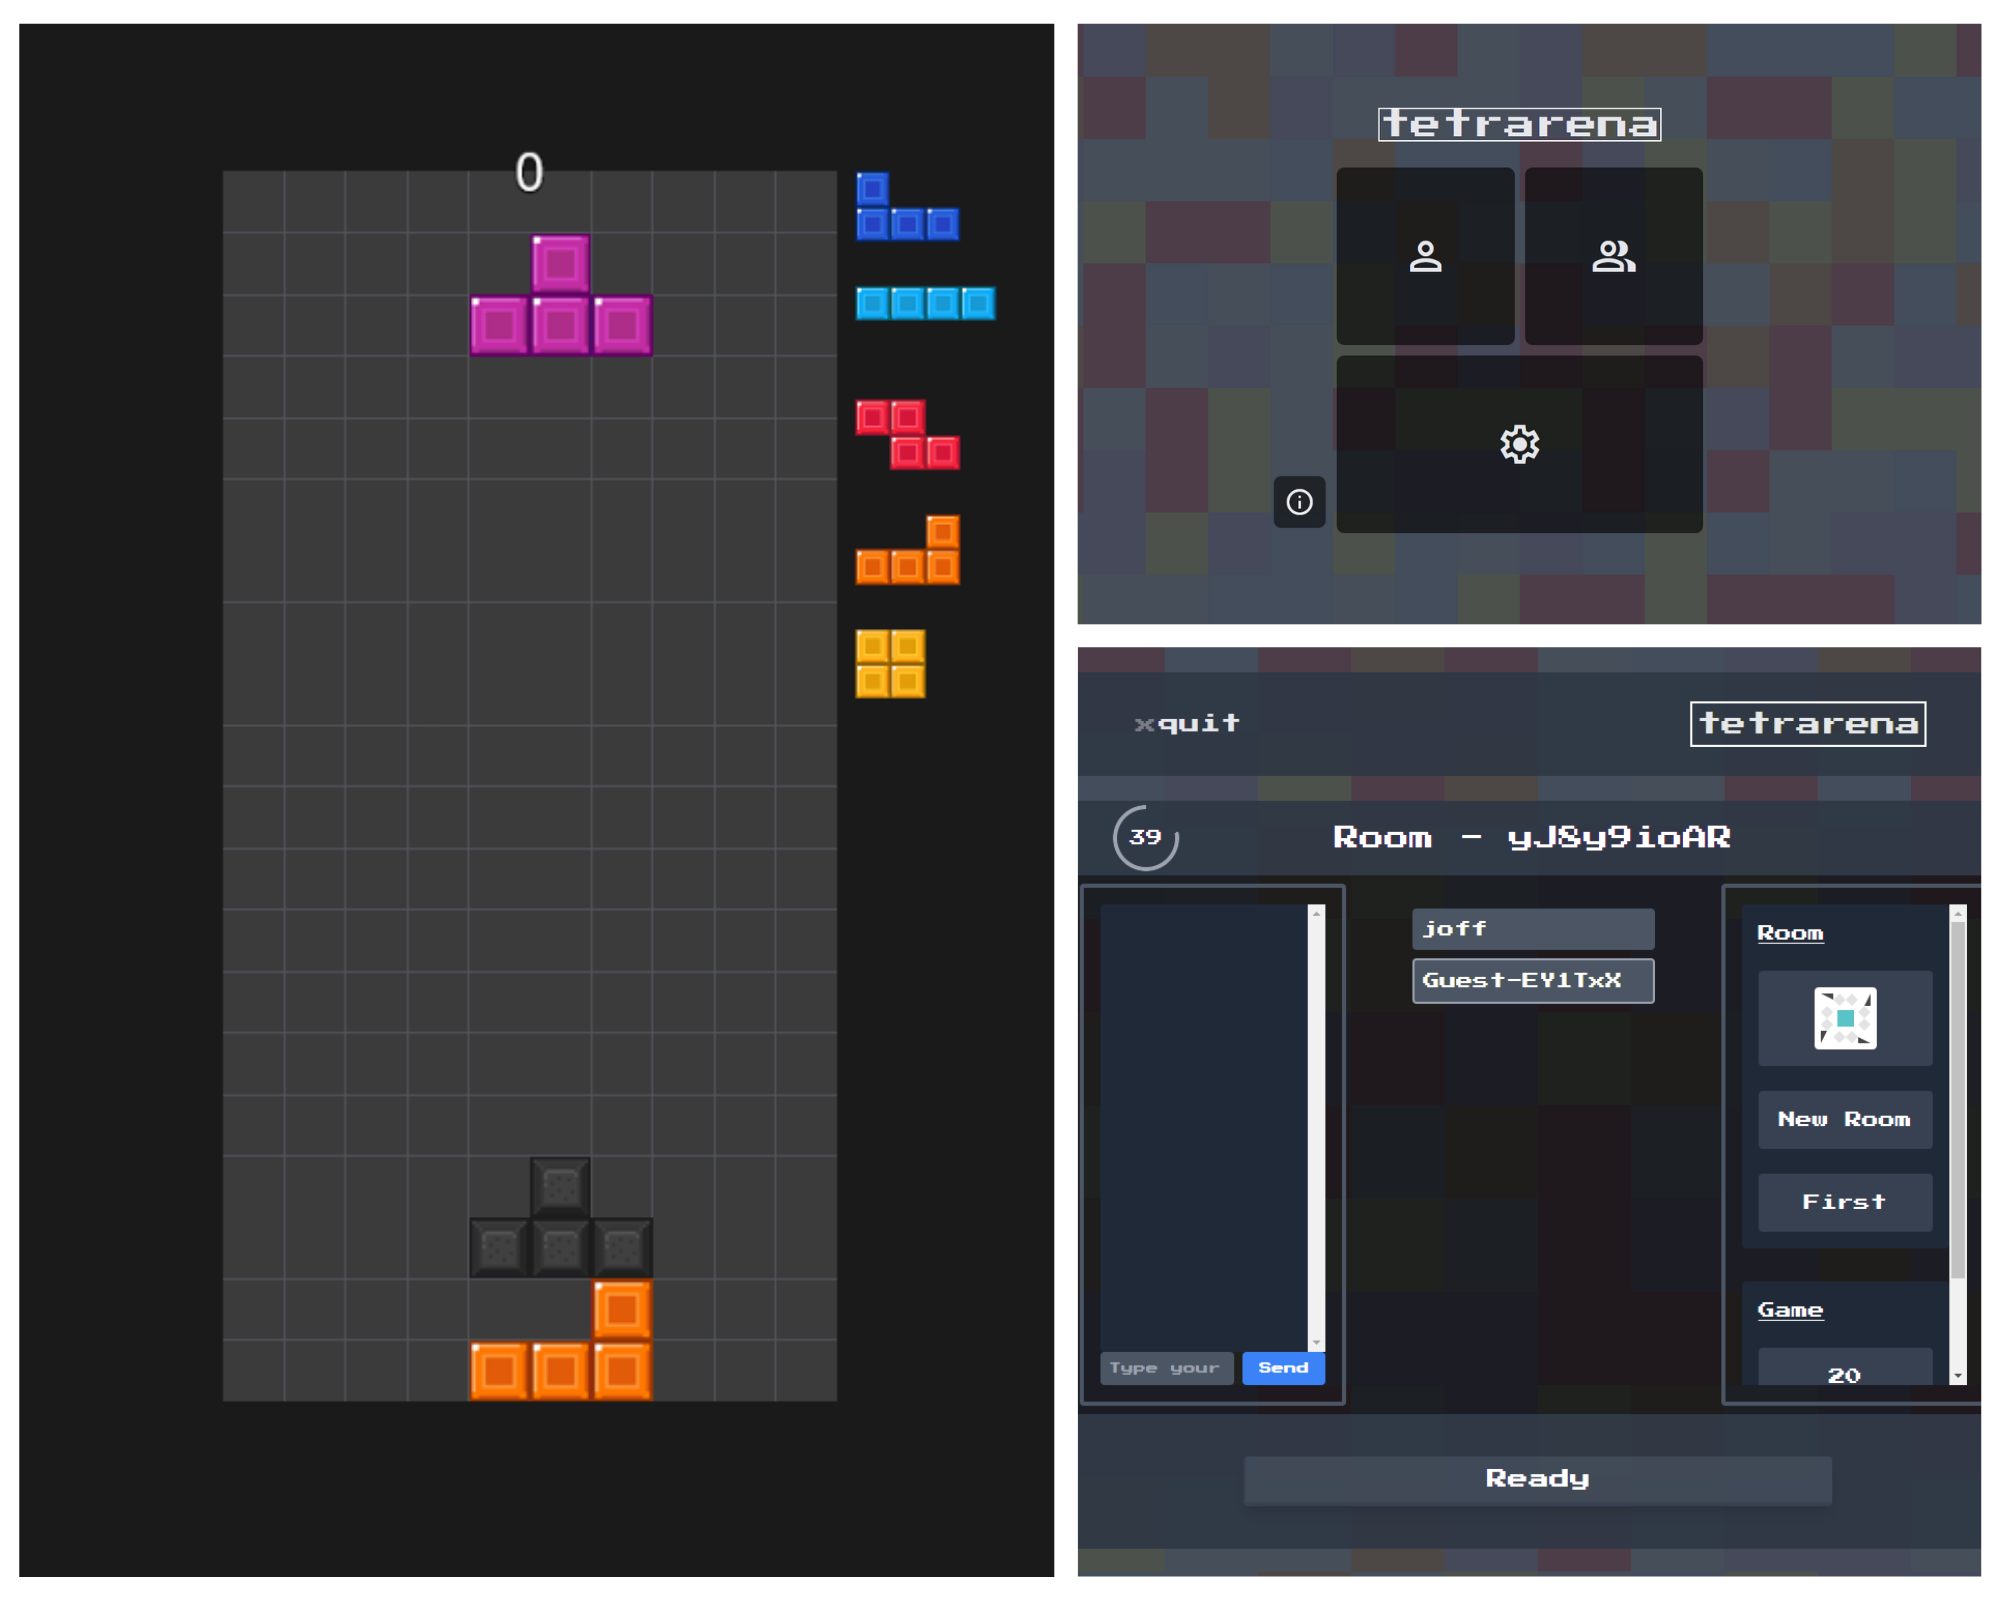 0
tetrarena
xquit
tetrarena
39
Room - yJ8y9ioAR
joff
Guest-EY1TxX
Type your
Send
Room
New Room
First
Game
20
Ready